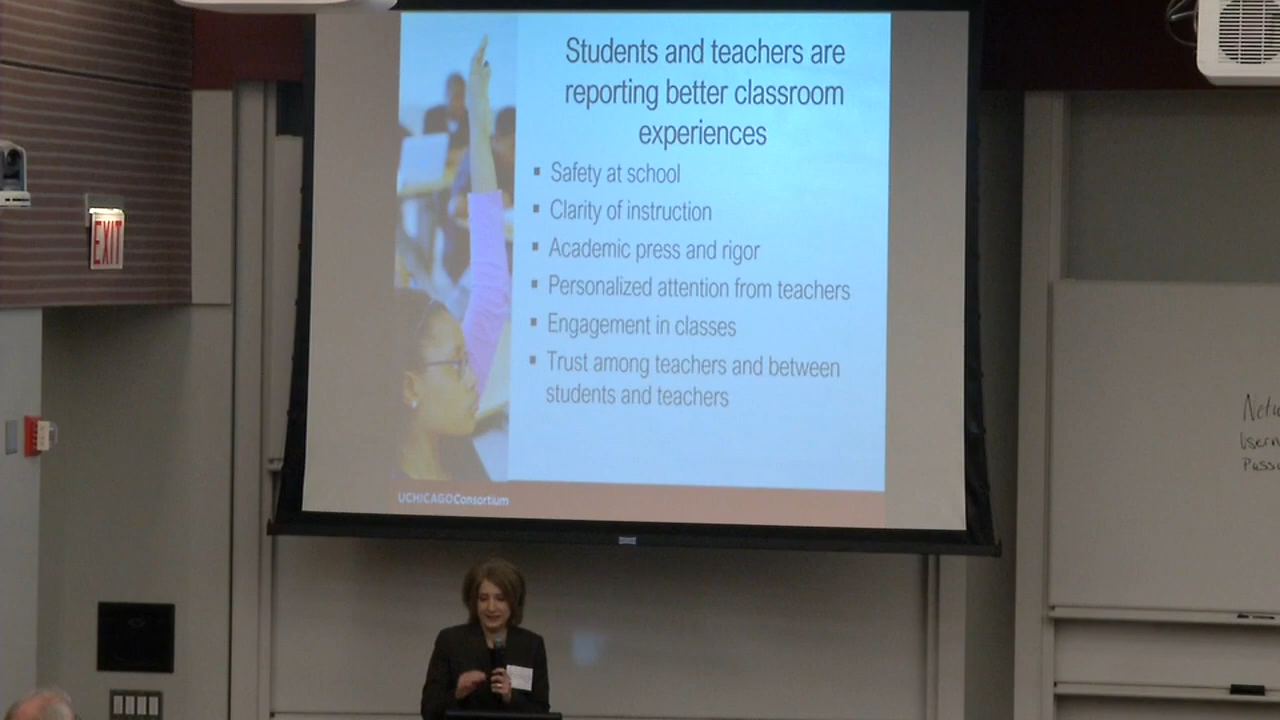 Students and teachers are
reporting better classroom
experiences
▪ Safety at school
▪ Clarity of instruction
▪ Academic press and rigor
▪ Personalized attention from teachers
▪ Engagement in classes
▪ Trust among teachers and between
students and teachers
UCHICAGOConsortium
EXIT